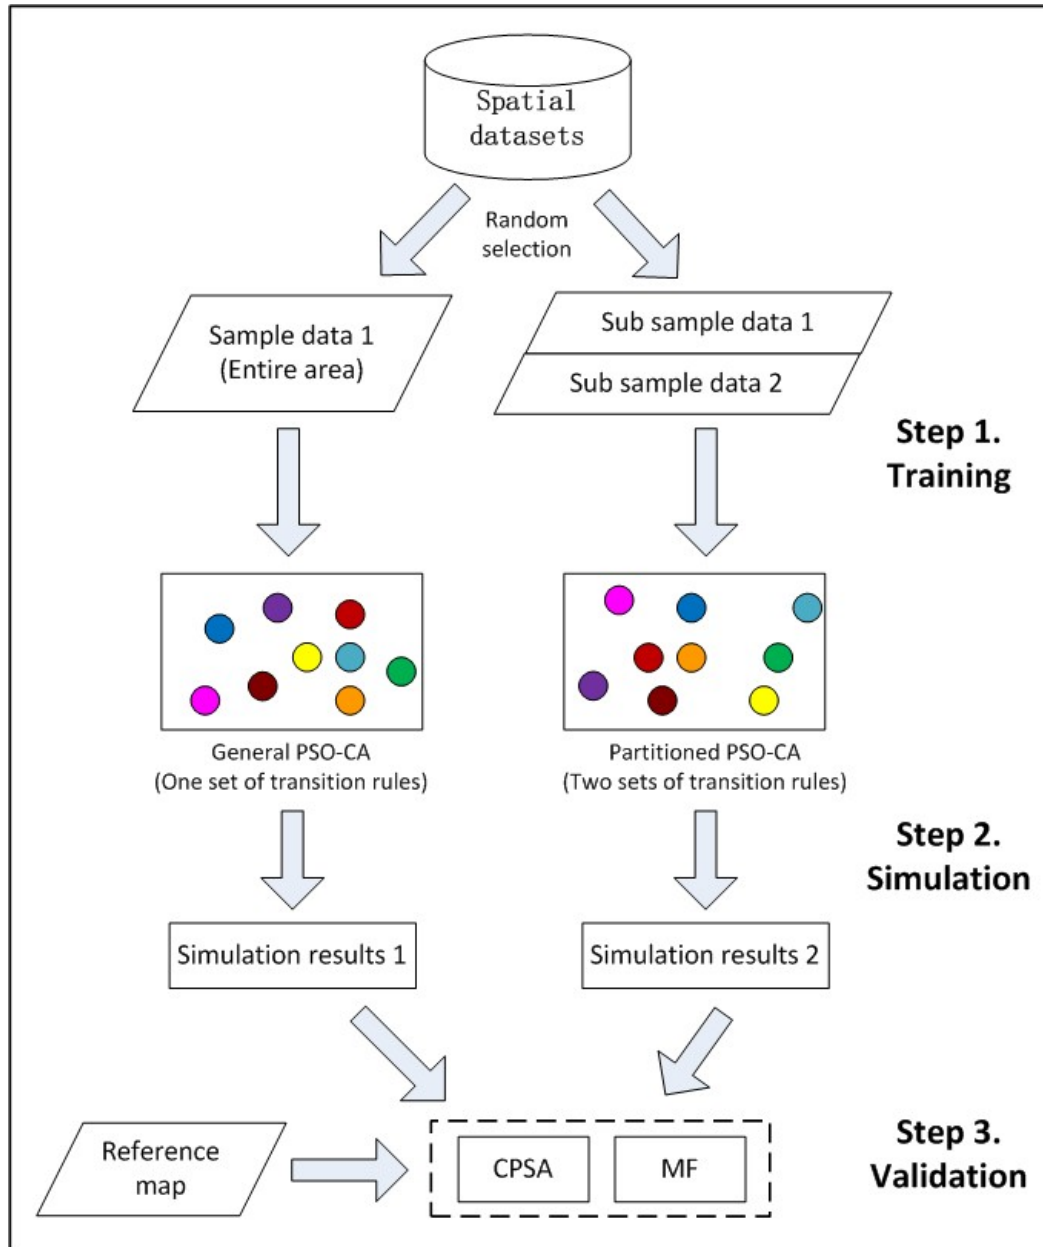 Spatial
datasets
Random
selection
Sample data 1
(Entire area)
Sub sample data 1
Sub sample data 2
Step 1.
Training
General PSO-CA
(One set of transition rules)
Partitioned PSO-CA
(Two sets of transition rules)
Step 2.
Simulation
Simulation results 1
Simulation results 2
Reference
map
CPSA
MF
Step 3.
Validation